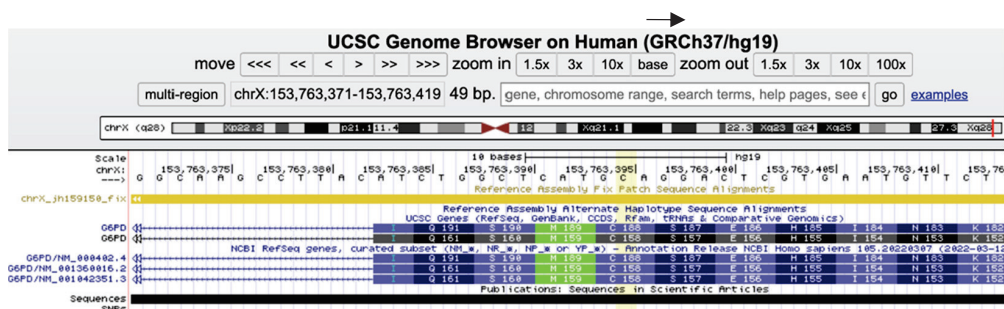 UCSC Genome Browser on Human (GRCh37/hg19)
move <<< << < > >> >>> zoom in 1.5x 3x 10x base zoom out 1.5x 3x 10x 100x
multi-region chrX:153,763,371-153,763,419 49 bp. gene, chromosome range, search terms, help pages, see e go examples
chrX (q28) Xp22.2 p21.1 11.4 12 Xq21.1 22.3 Xq23 q24 Xq25 27.3 Xq28
Scale 10 bases hg19
chrX: 153,763,375| 153,763,380| 153,763,385| 153,763,390| 153,763,395| 153,763,400| 153,763,405| 153,763,410| 153,76
--->
Reference Assembly Fix Patch Sequence Alignments
chrX_jh159150_fix
Reference Assembly Alternate Haplotype Sequence Alignments
UCSC Genes (RefSeq, GenBank, CCDS, Rfam, tRNAs & Comparative Genomics)
G6PD I Q 191 S 190 M 189 C 188 S 187 E 186 H 185 I 184 N 183 K 182
G6PD I Q 161 S 160 M 159 C 158 S 157 E 156 H 155 I 154 N 153 K 152
NCBI RefSeq genes, curated subset (NM_*, NR_*, NP_* or YP_*) - Annotation Release NCBI Homo sapiens 105.20220307 (2022-03-12
G6PD/NM_000402.4 I Q 191 S 190 M 189 C 188 S 187 E 186 H 185 I 184 N 183 K 182
G6PD/NM_001360016.2 I Q 161 S 160 M 159 C 158 S 157 E 156 H 155 I 154 N 153 K 152
G6PD/NM_001042351.3 I Q 161 S 160 M 159 C 158 S 157 E 156 H 155 I 154 N 153 K 152
Publications: Sequences in Scientific Articles
Sequences